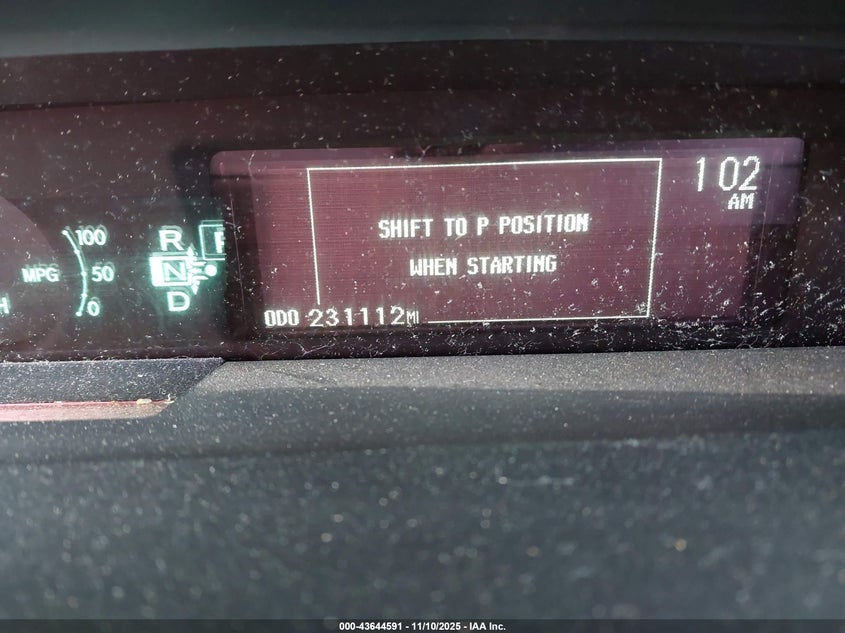 102
AM
SHIFT TO P POSITION
WHEN STARTING
ODO 231112MI
100
MPG
50
0
H
R
N
D
000-43644591 - 11/10/2025 - IAA Inc.